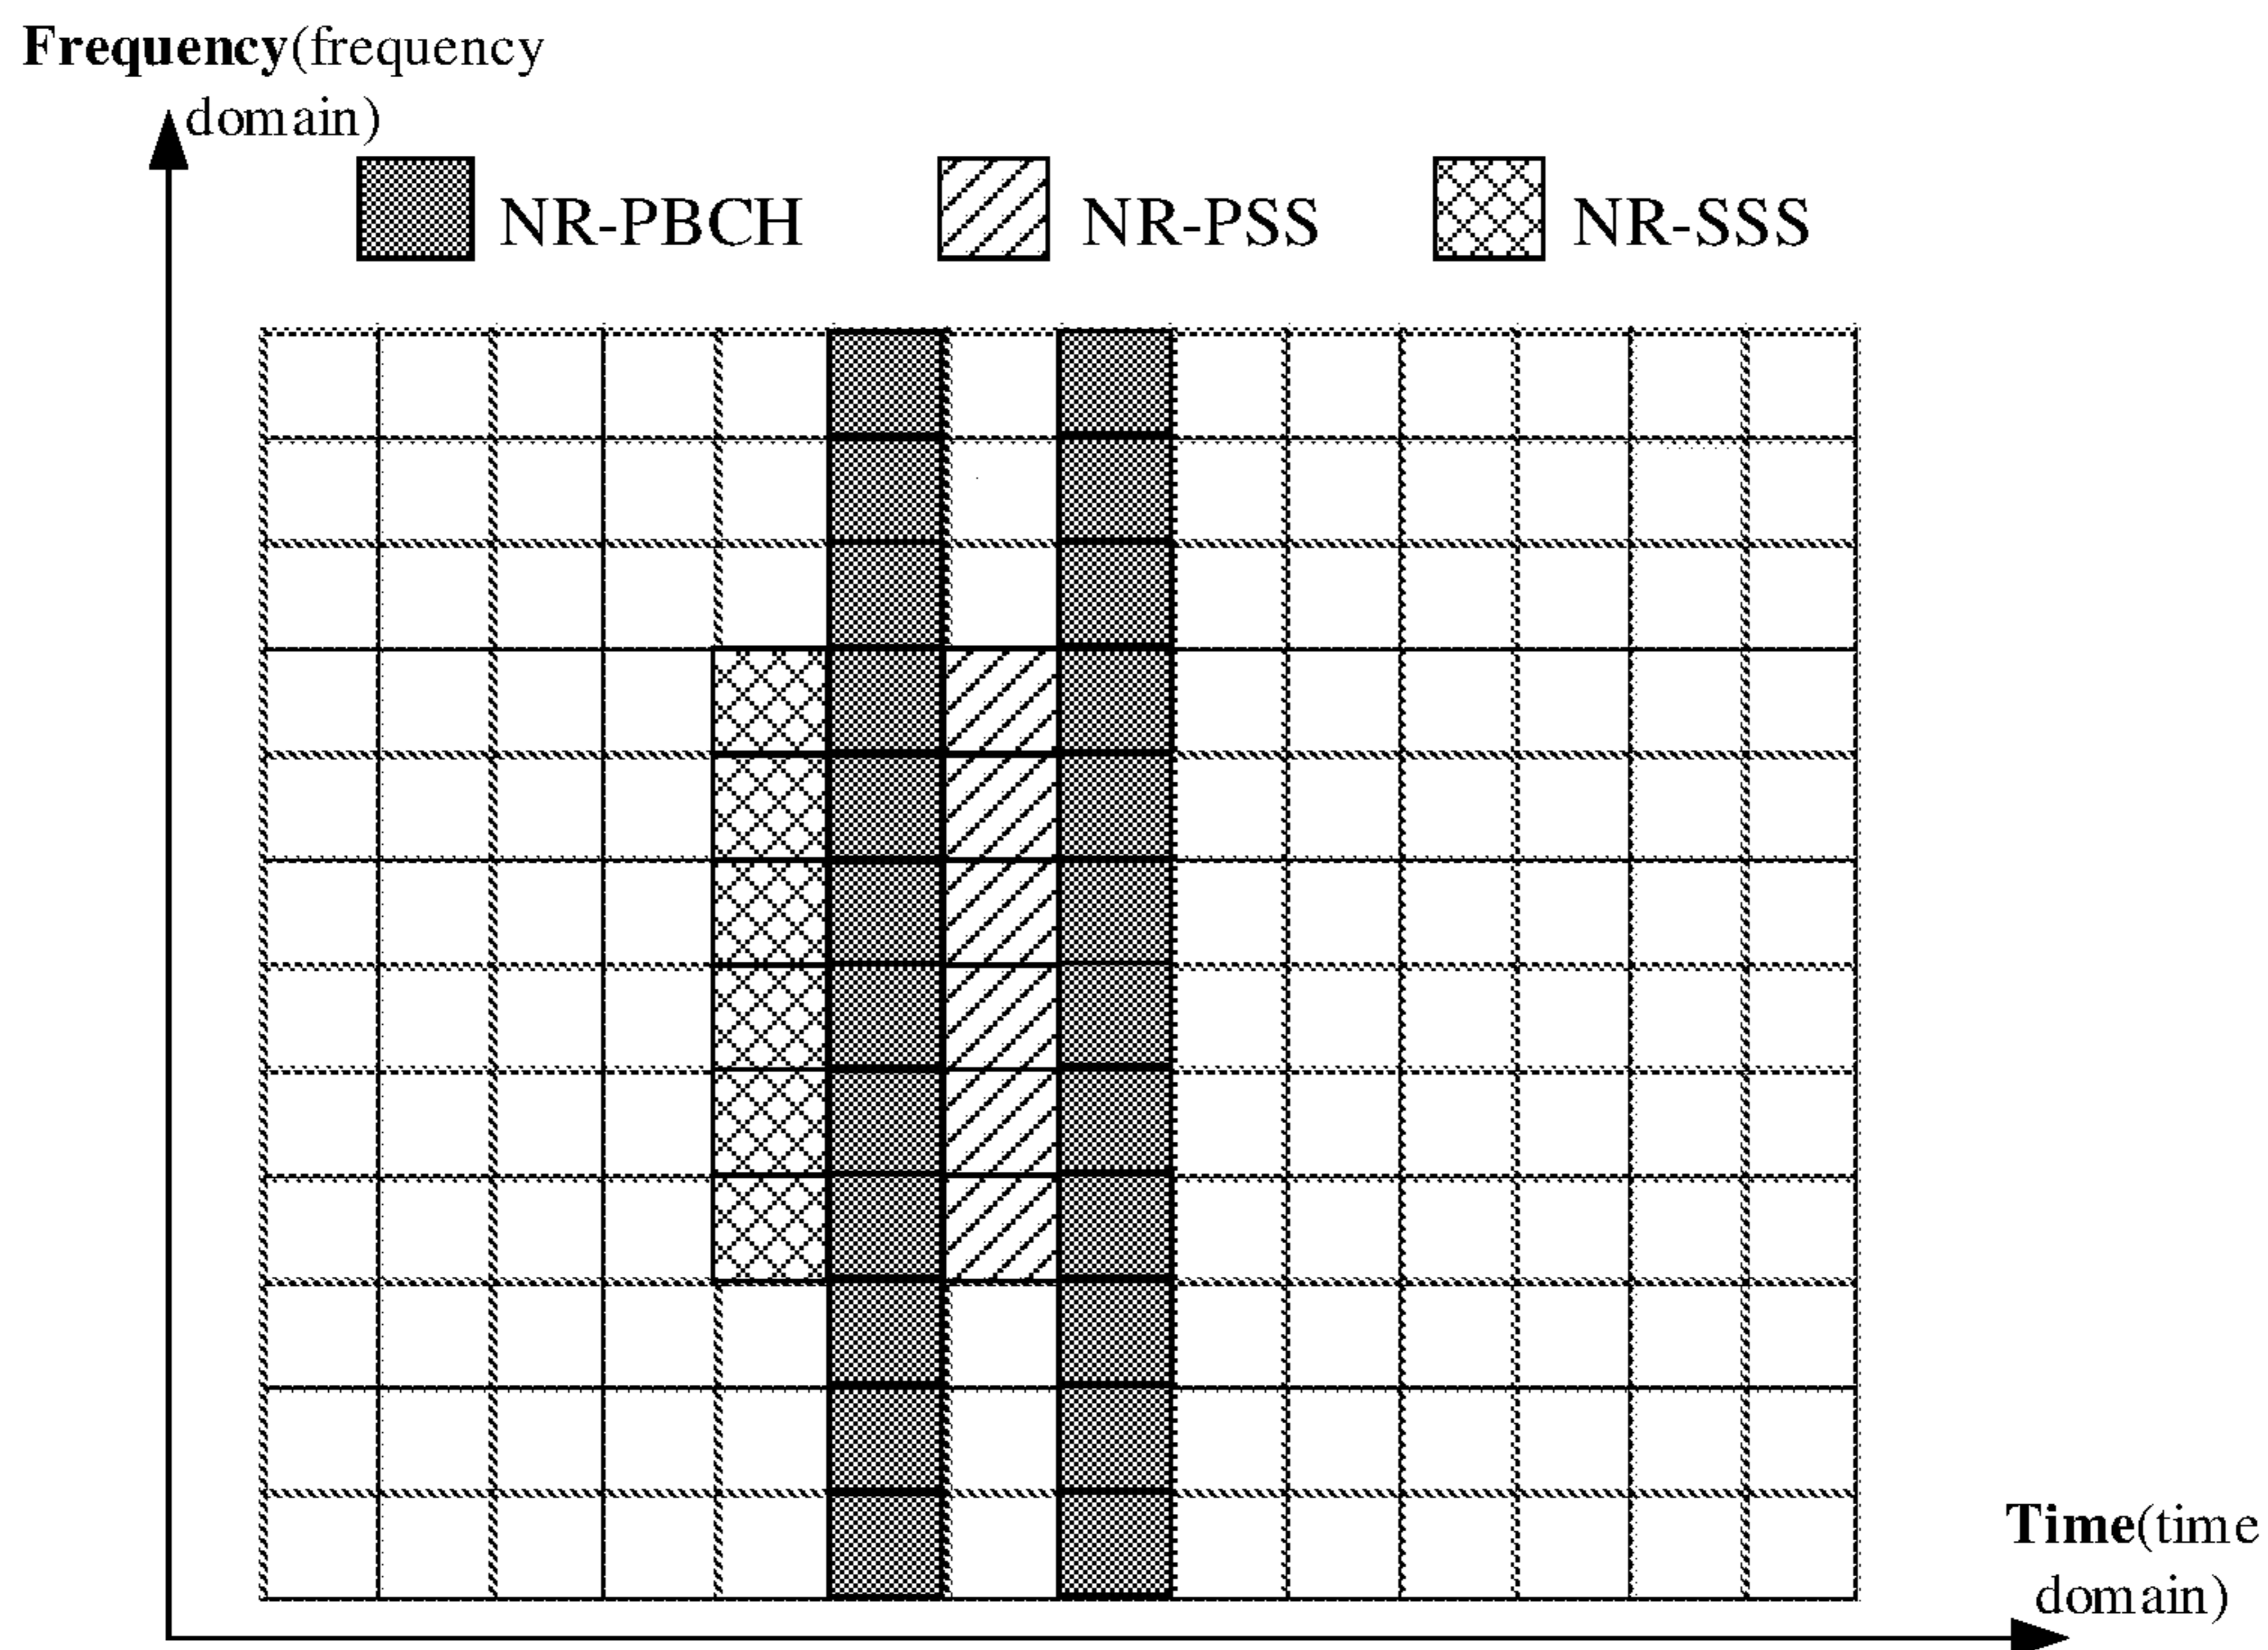 Frequency(frequency
domain)
NR-PBCH NR-PSS NR-SSS
Time(time
domain)